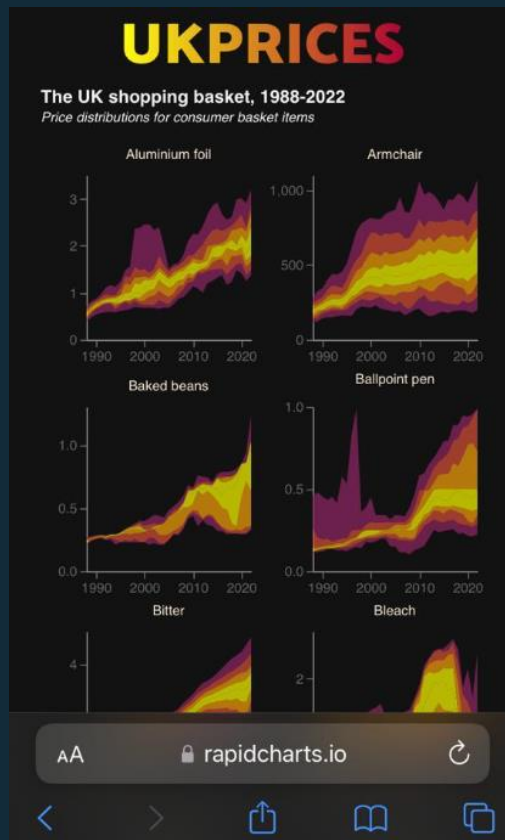 UKPRICES
The UK shopping basket, 1988-2022
Price distributions for consumer basket items
Aluminium foil
3
2
1
0
1990 2000 2010 2020
Armchair
1,000
500
0
1990 2000 2010 2020
Baked beans
1.0
0.5
0.0
1990 2000 2010 2020
Ballpoint pen
1.0
0.5
0.0
1990 2000 2010 2020
Bitter
4
Bleach
2
AA rapidcharts.io